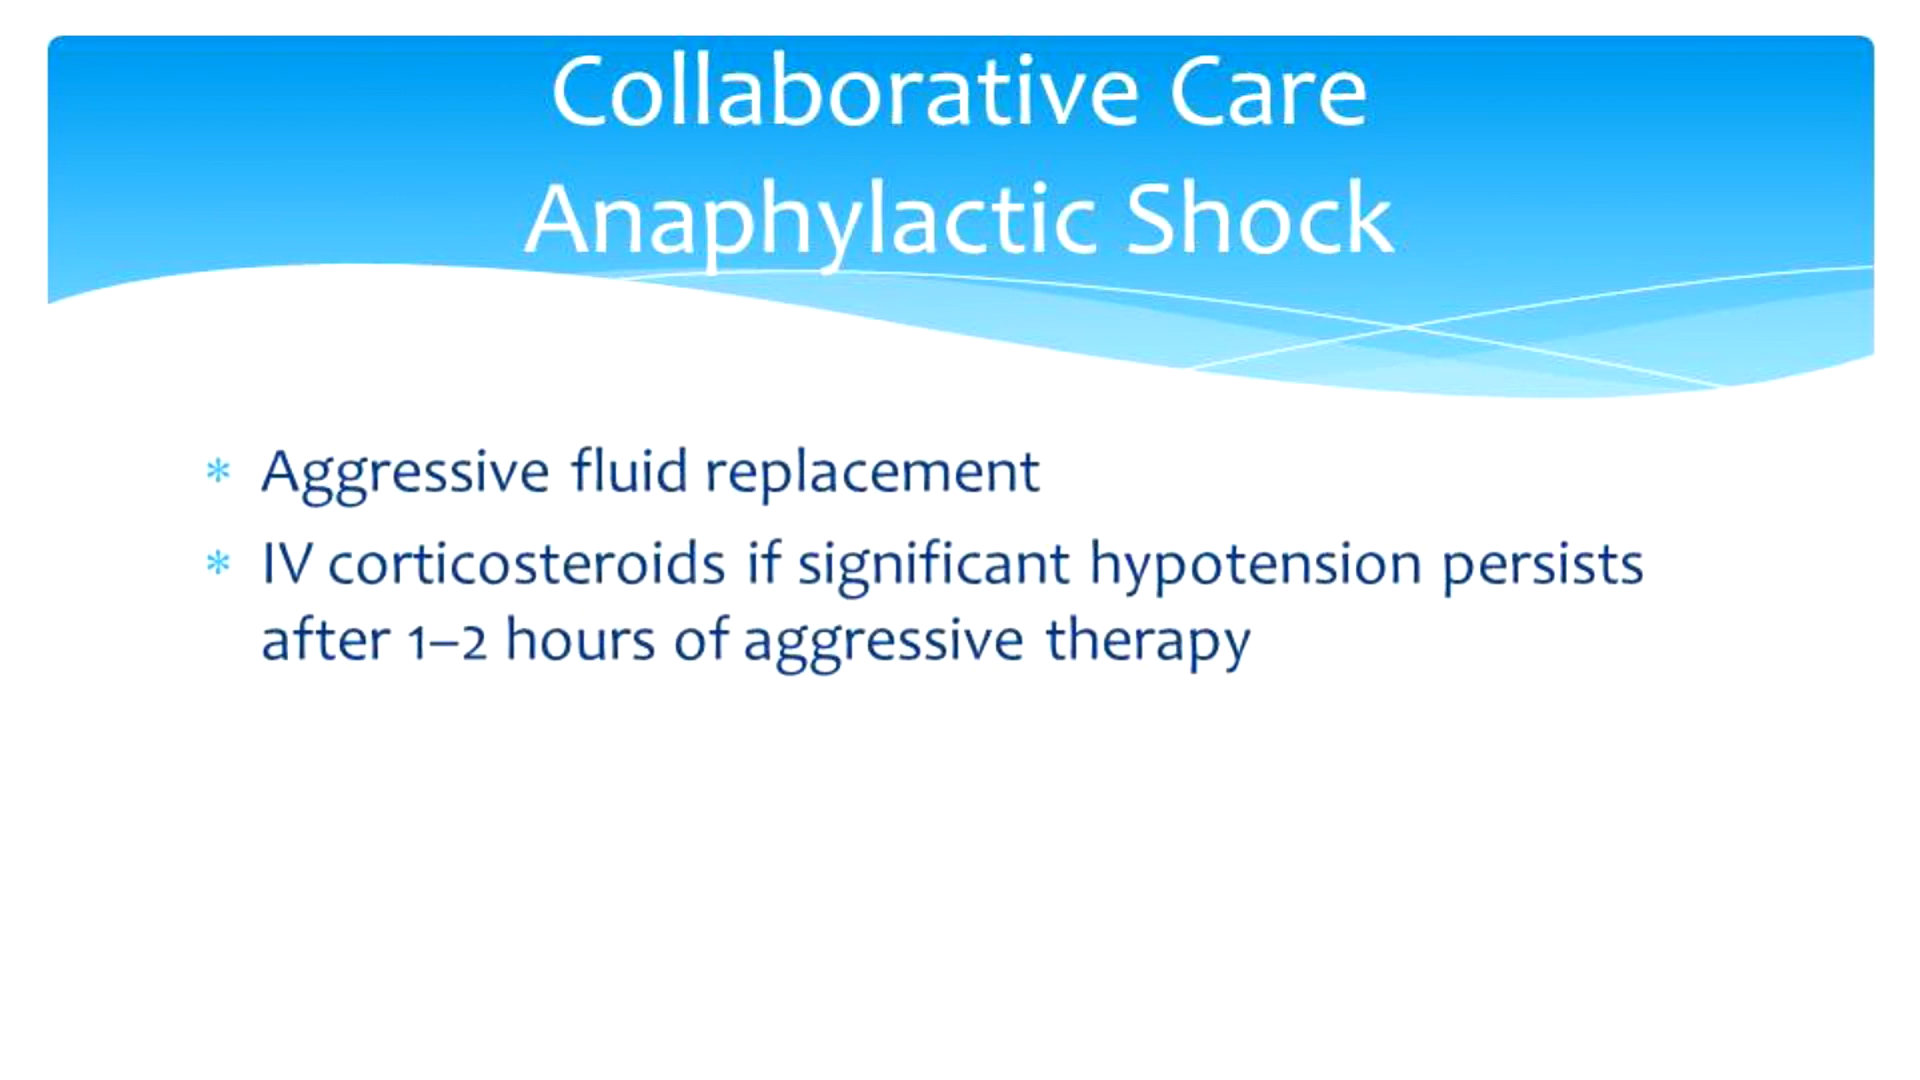 Collaborative Care
Anaphylactic Shock
* Aggressive fluid replacement
* IV corticosteroids if significant hypotension persists
after 1–2 hours of aggressive therapy